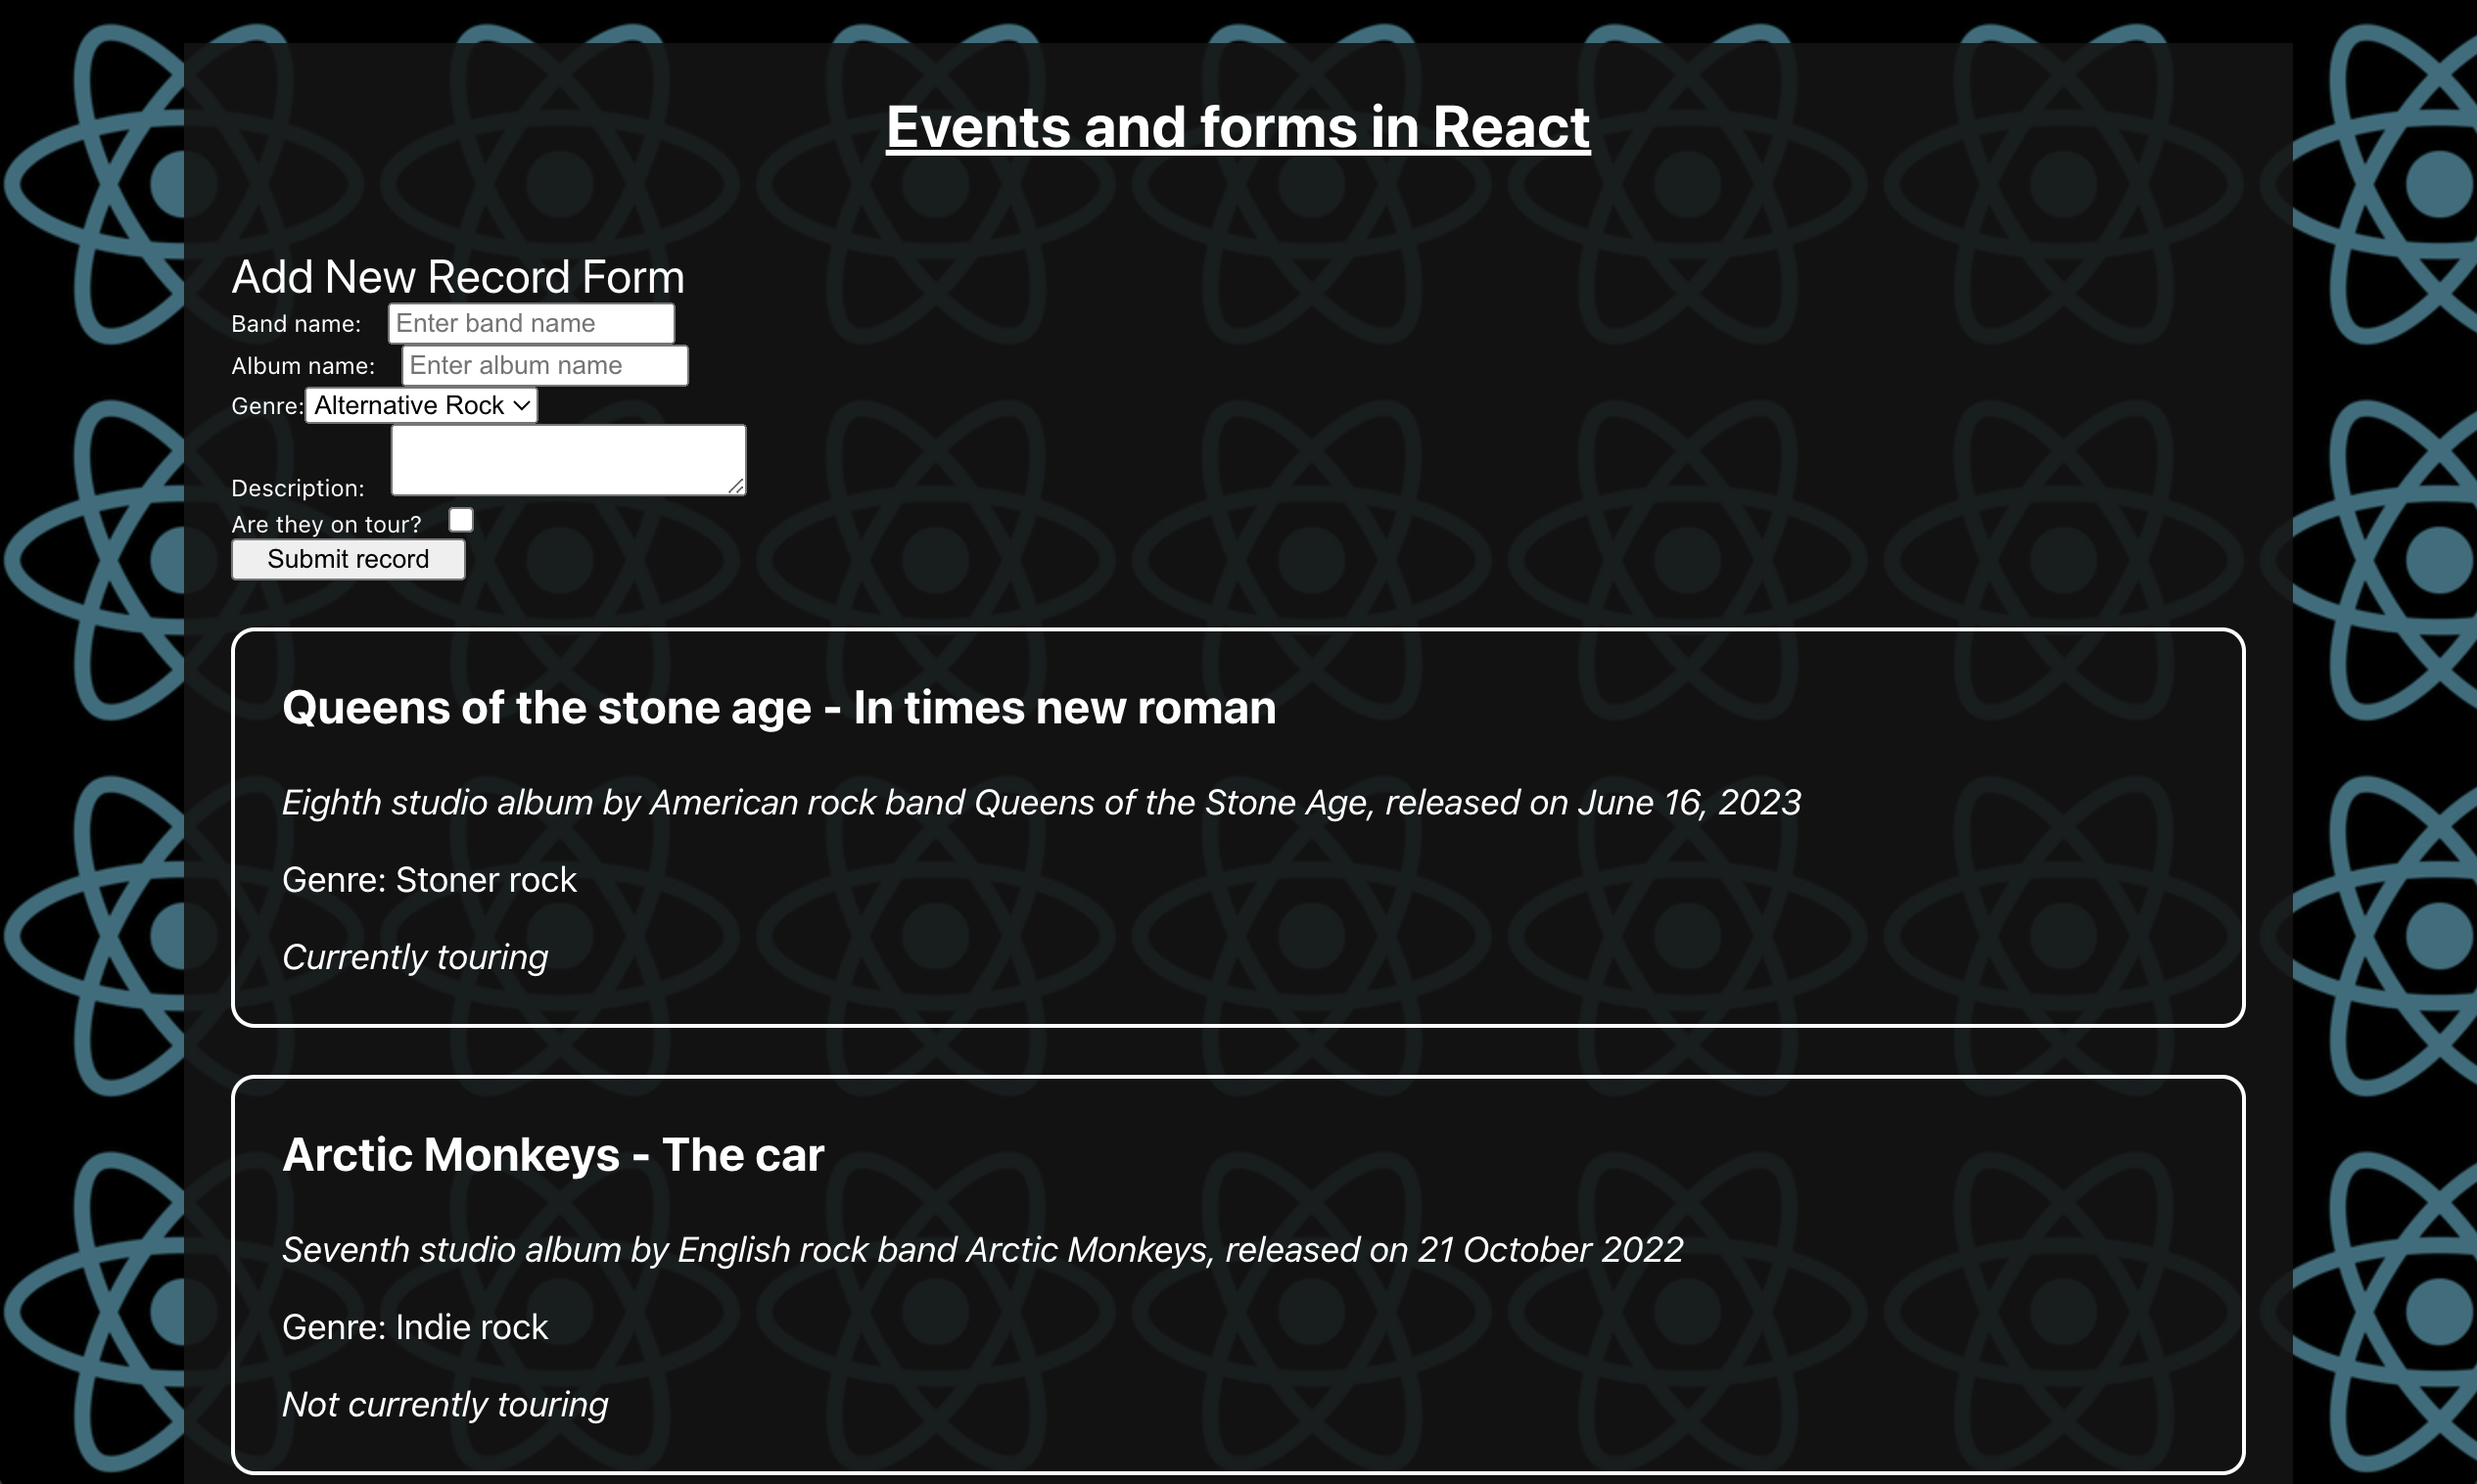 Events and forms in React
Add New Record Form
Band name: Enter band name
Album name: Enter album name
Genre: Alternative Rock
Description:
Are they on tour?
Submit record
Queens of the stone age - In times new roman
Eighth studio album by American rock band Queens of the Stone Age, released on June 16, 2023
Genre: Stoner rock
Currently touring
Arctic Monkeys - The car
Seventh studio album by English rock band Arctic Monkeys, released on 21 October 2022
Genre: Indie rock
Not currently touring